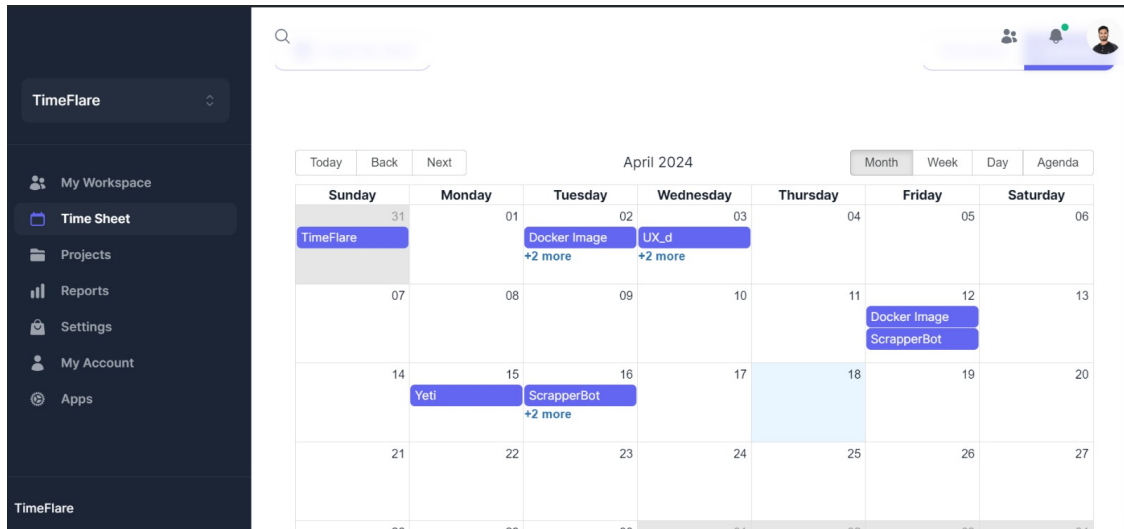 TimeFlare
My Workspace
Time Sheet
Projects
Reports
Settings
My Account
Apps
TimeFlare
Today Back Next April 2024 Month Week Day Agenda
Sunday Monday Tuesday Wednesday Thursday Friday Saturday
31 01 02 03 04 05 06
TimeFlare Docker Image UX_d
+2 more +2 more
07 08 09 10 11 12 13
Docker Image
ScrapperBot
14 15 16 17 18 19 20
Yeti ScrapperBot
+2 more
21 22 23 24 25 26 27